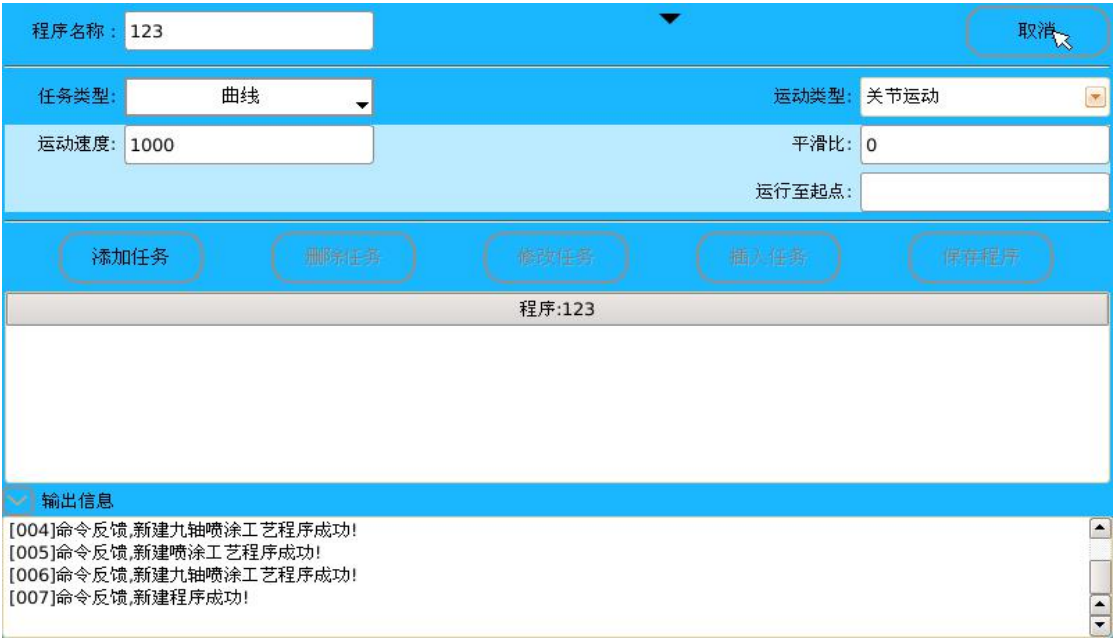 程序名称： 123
取消
任务类型: 曲线 运动类型: 关节运动
运动速度: 1000 平滑比: 0
运行至起点:
添加任务 删除任务 修改任务 插入任务 保存程序
程序:123
输出信息
[004]命令反馈,新建九轴喷涂工艺程序成功!
[005]命令反馈,新建喷涂工艺程序成功!
[006]命令反馈,新建九轴喷涂工艺程序成功!
[007]命令反馈,新建程序成功!